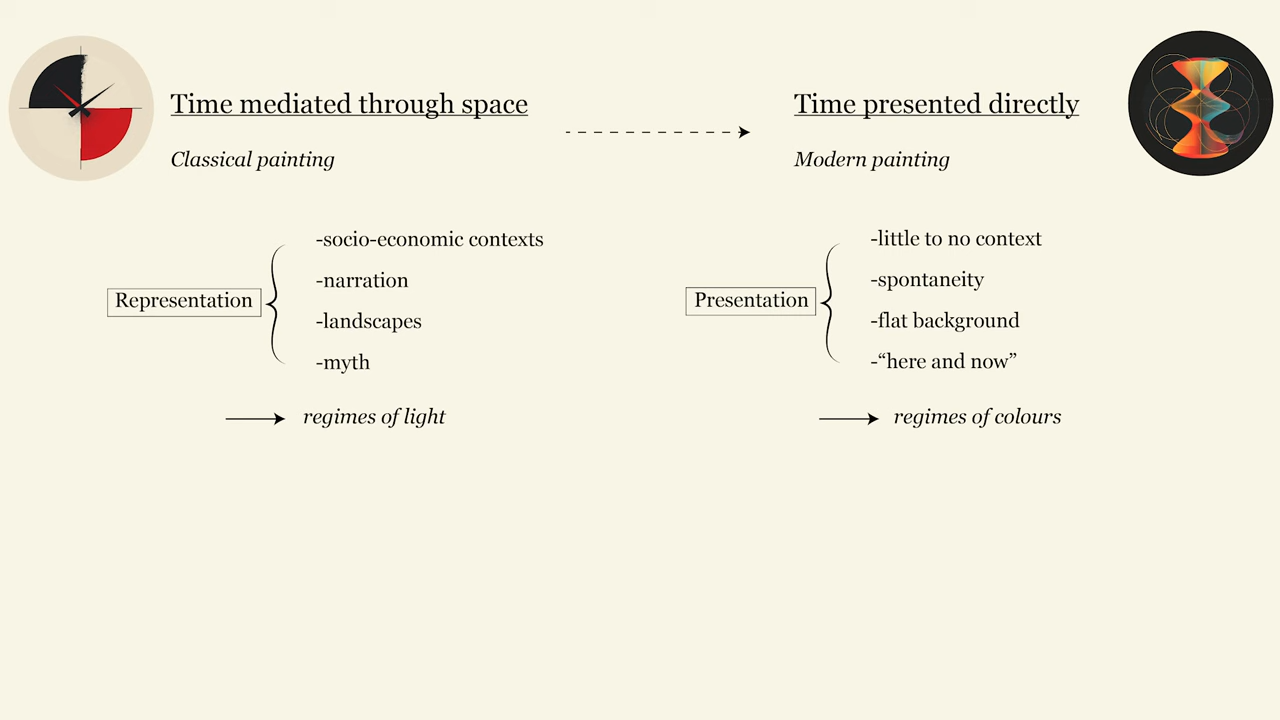 Time mediated through space
Classical painting
Representation
-socio-economic contexts
-narration
-landscapes
-myth
regimes of light
Time presented directly
Modern painting
Presentation
-little to no context
-spontaneity
-flat background
-“here and now”
regimes of colours